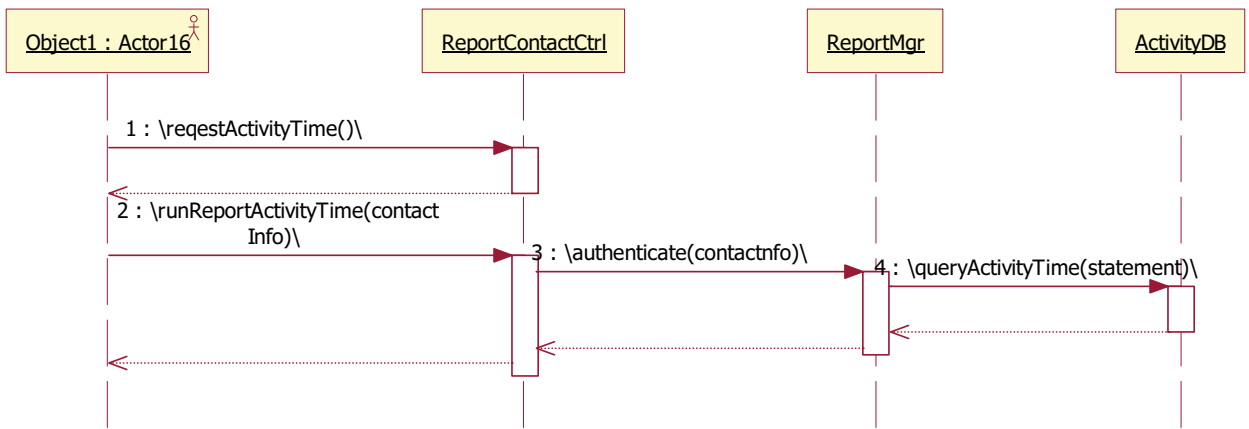 Object1 : Actor16
ReportContactCtrl
ReportMgr
ActivityDB
1 : \reqestActivityTime()\
2 : \runReportActivityTime(contact
Info)\
3 : \authenticate(contactnfo)\
4 : \queryActivityTime(statement)\